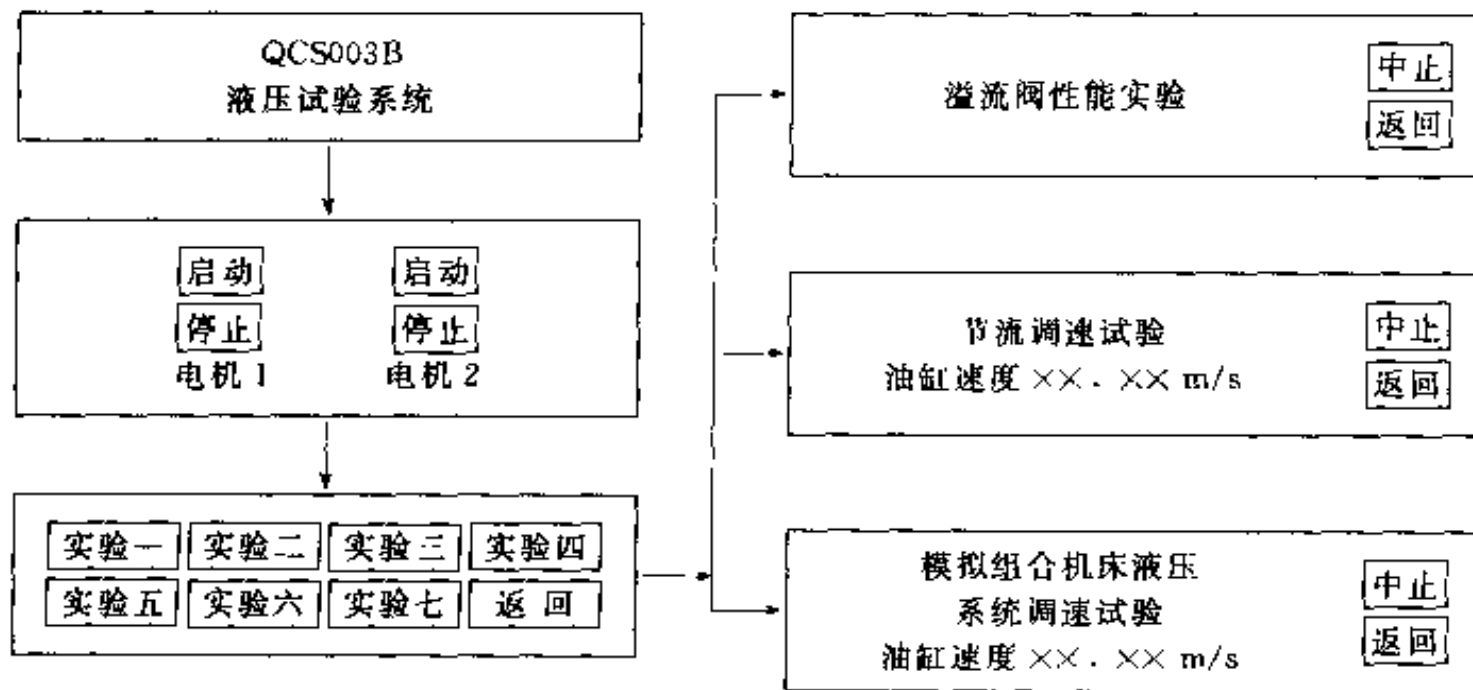 QCS003B
液压试验系统
启动 启动
停止 停止
电机1 电机2
实验一 实验二 实验三 实验四
实验五 实验六 实验七 返回
溢流阀性能实验
中止
返回
节流调速试验
油缸速度××.××m/s
中止
返回
模拟组合机床液压
系统调速试验
油缸速度××.××m/s
中止
返回